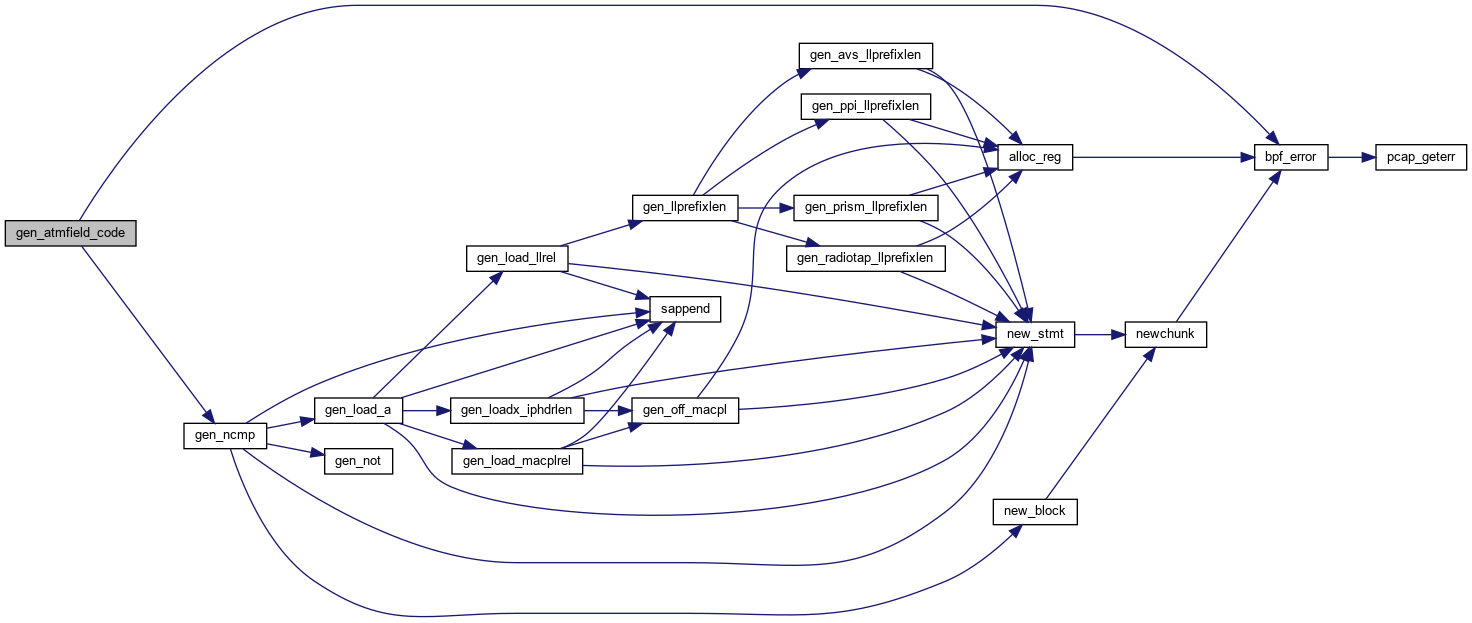 gen_atmfield_code
gen_ncmp
gen_load_a
gen_not
gen_load_llrel
gen_loadx_iphdrlen
gen_load_macplrel
gen_llprefixlen
sappend
gen_off_macpl
gen_avs_llprefixlen
gen_ppi_llprefixlen
gen_prism_llprefixlen
gen_radiotap_llprefixlen
alloc_reg
new_stmt
new_block
newchunk
bpf_error
pcap_geterr